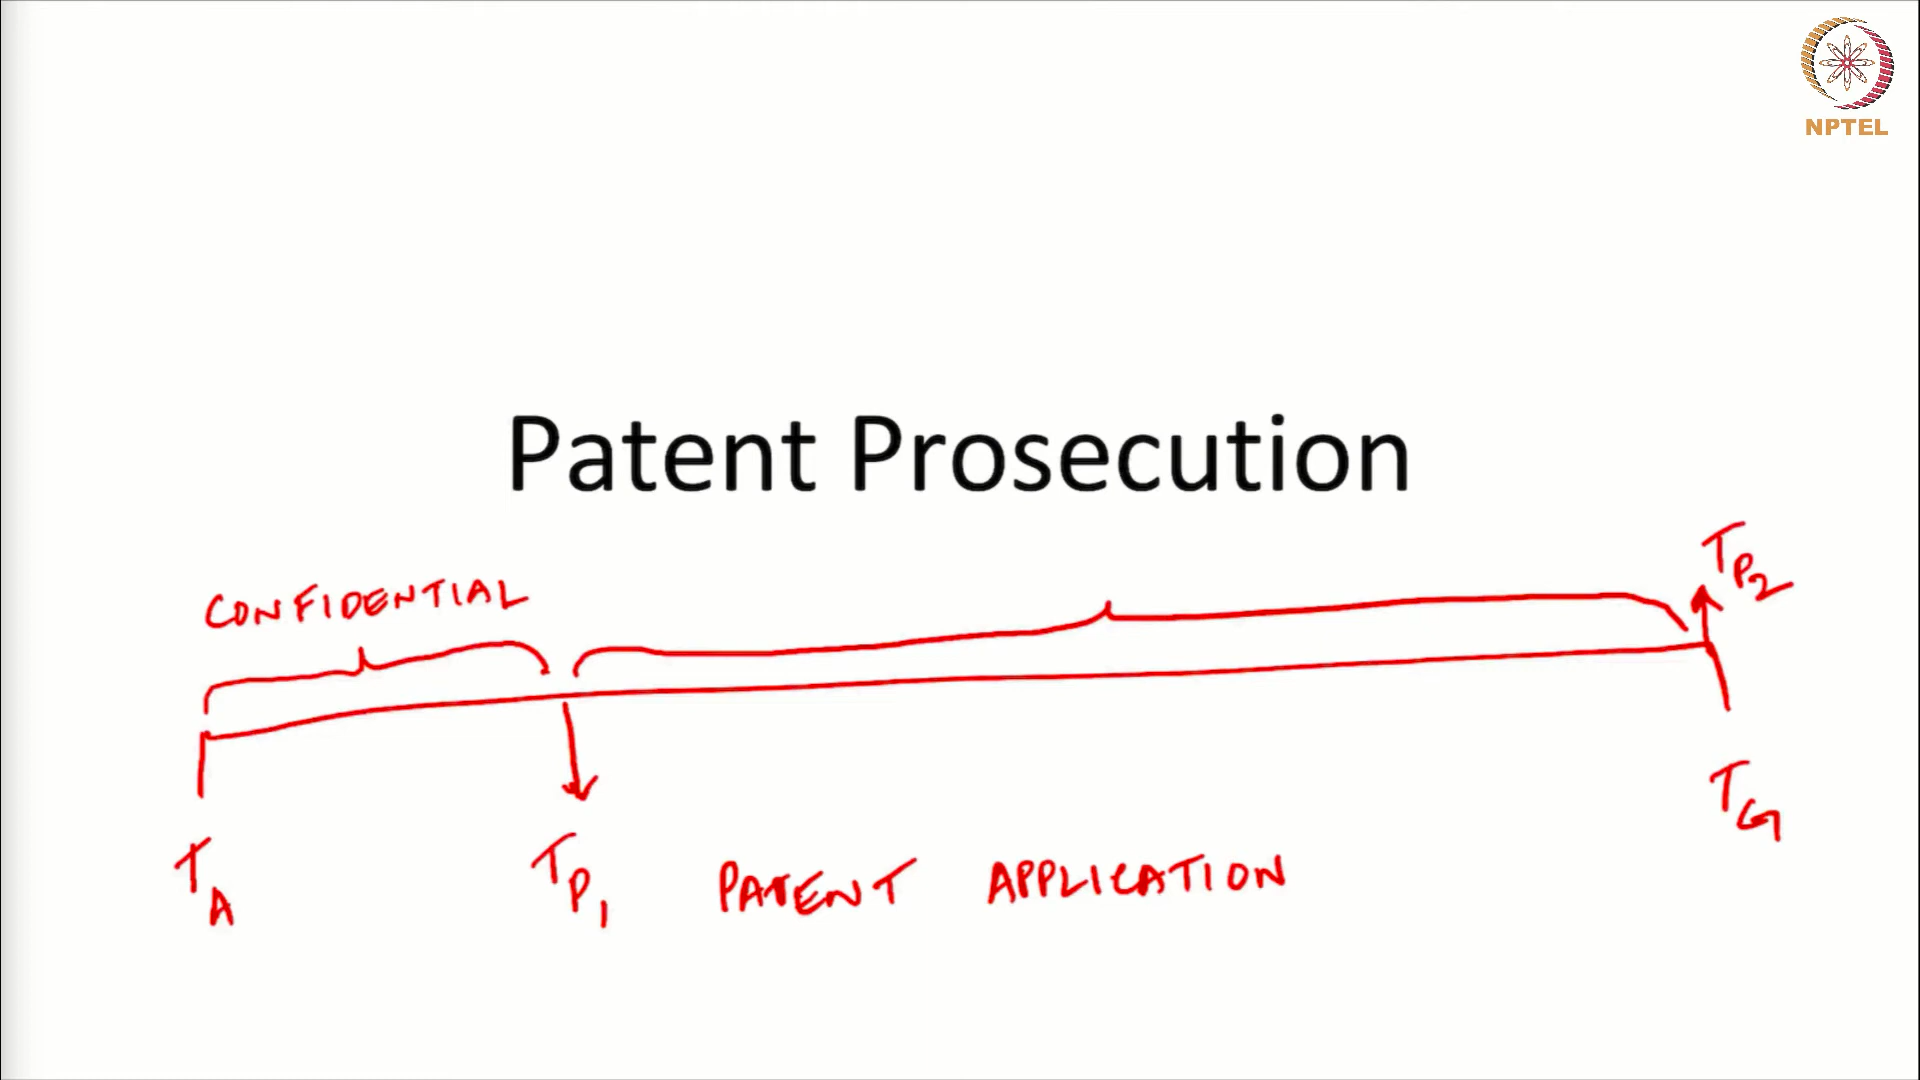 NPTEL
Patent Prosecution
CONFIDENTIAL
TP2
TA
TP1
PATENT APPLICATION
TG